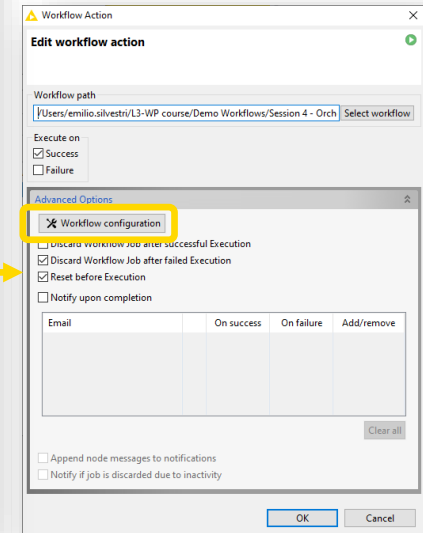 Workflow Action
Edit workflow action
Workflow path
/Users/emilio.silvestri/L3-WP course/Demo Workflows/Session 4 - Orch Select workflow
Execute on
Success
Failure
Advanced Options
Workflow configuration
Discard Workflow Job after successful Execution
Discard Workflow Job after failed Execution
Reset before Execution
Notify upon completion
Email On success On failure Add/remove
Clear all
Append node messages to notifications
Notify if job is discarded due to inactivity
OK Cancel